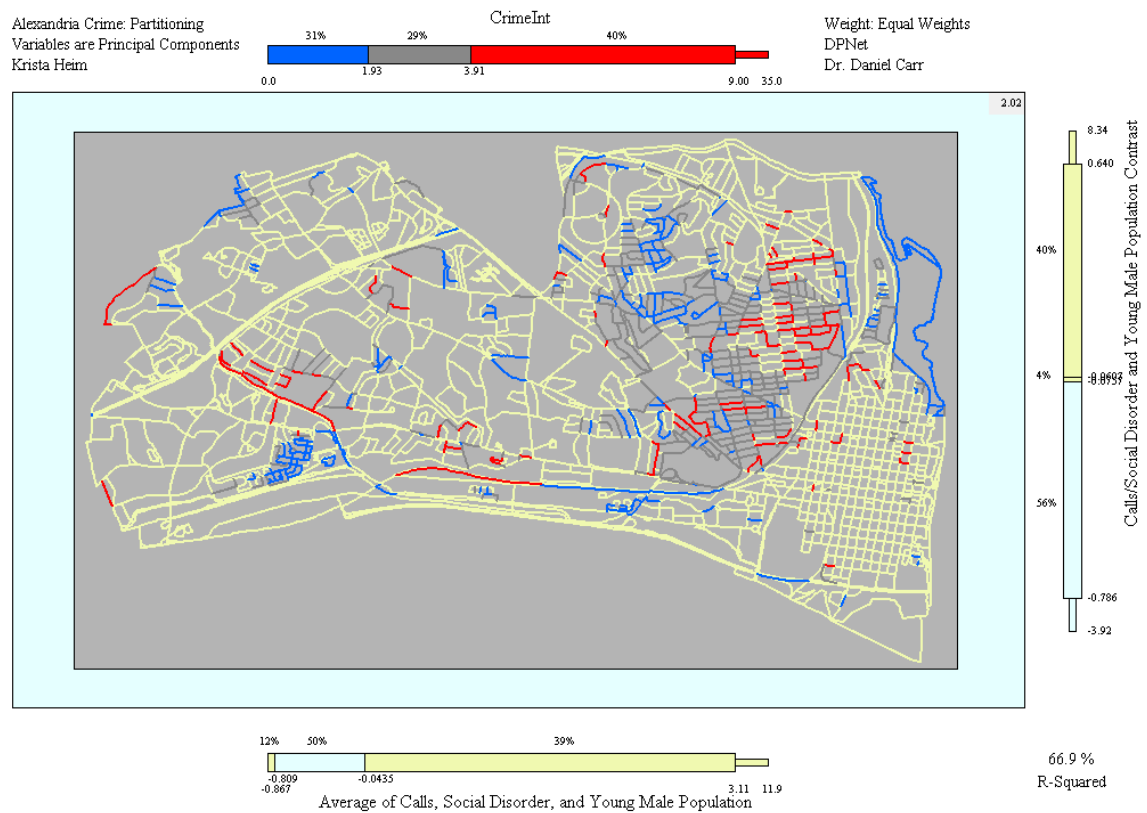 Alexandria Crime: Partitioning
Variables are Principal Components
Krista Heim
CrimeInt
31% 29% 40%
0.0 1.93 3.91 9.00 35.0
Weight: Equal Weights
DPNet
Dr. Daniel Carr
2.02
8.34
0.640
40%
4%
56%
-0.786
-3.92
Calls/Social Disorder and Young Male Population Contrast
12% 50% 39%
-0.809 -0.0435
-0.867 3.11 11.9
Average of Calls, Social Disorder, and Young Male Population
66.9 %
R-Squared